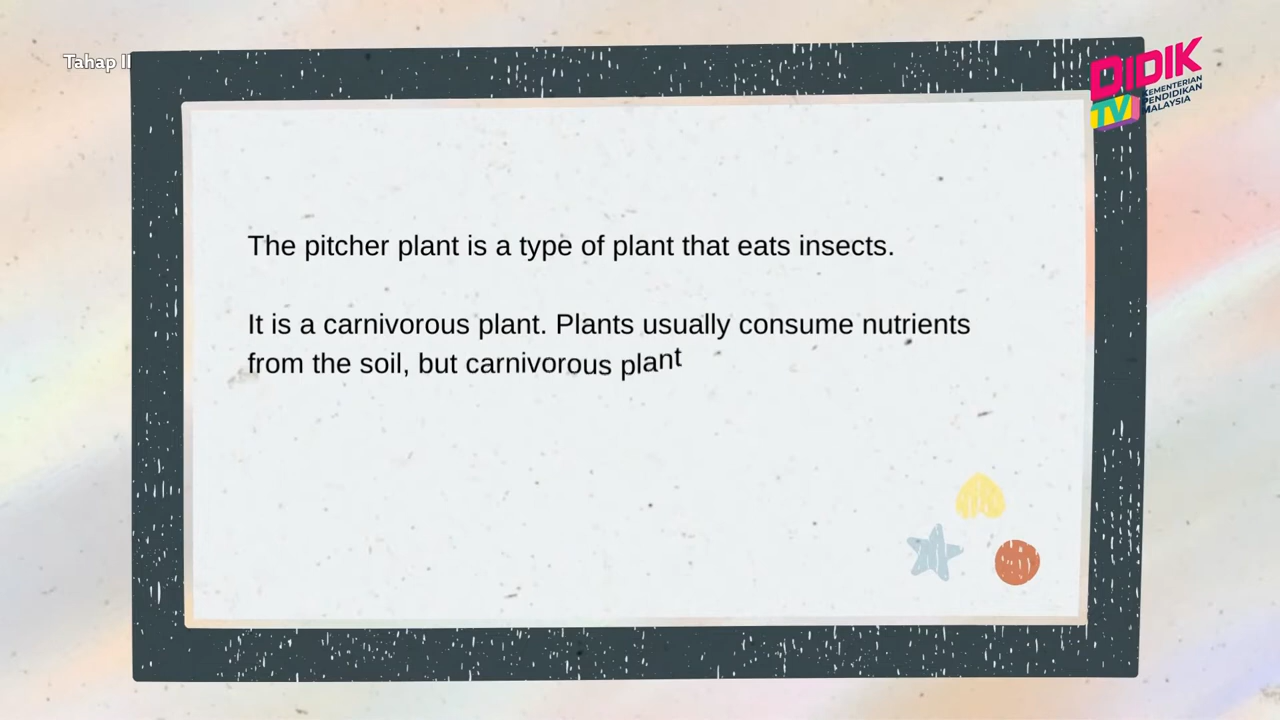 Tahap II
DIDIK
TV
KEMENTERIAN
PENDIDIKAN
MALAYSIA
The pitcher plant is a type of plant that eats insects.
It is a carnivorous plant. Plants usually consume nutrients
from the soil, but carnivorous plant